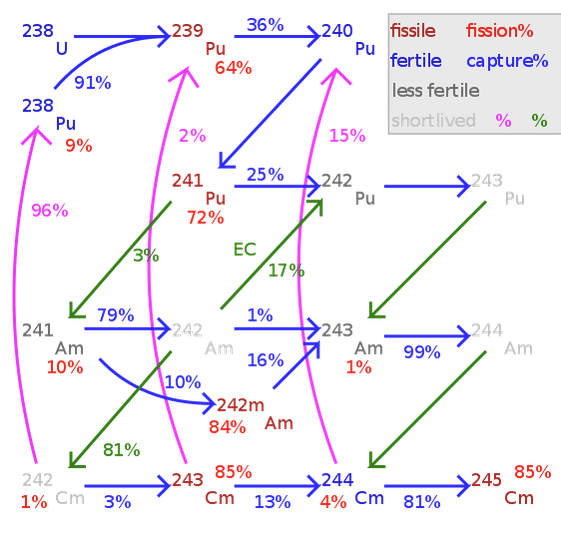 238 U 239 Pu 36% 240 Pu
64%
91%
238 Pu
9%
fissile fission%
fertile capture%
less fertile
shortlived % %
2% 15%
96%
241 Pu 25% 242 Pu 243 Pu
72%
3% EC 17%
241 Am 79% 242 Am 1% 243 Am 99% 244 Am
10% 1%
10% 16%
242m Am
84%
81%
242 Cm 3% 243 Cm 13% 244 Cm 81% 245 Cm
1% 85% 4% 85%